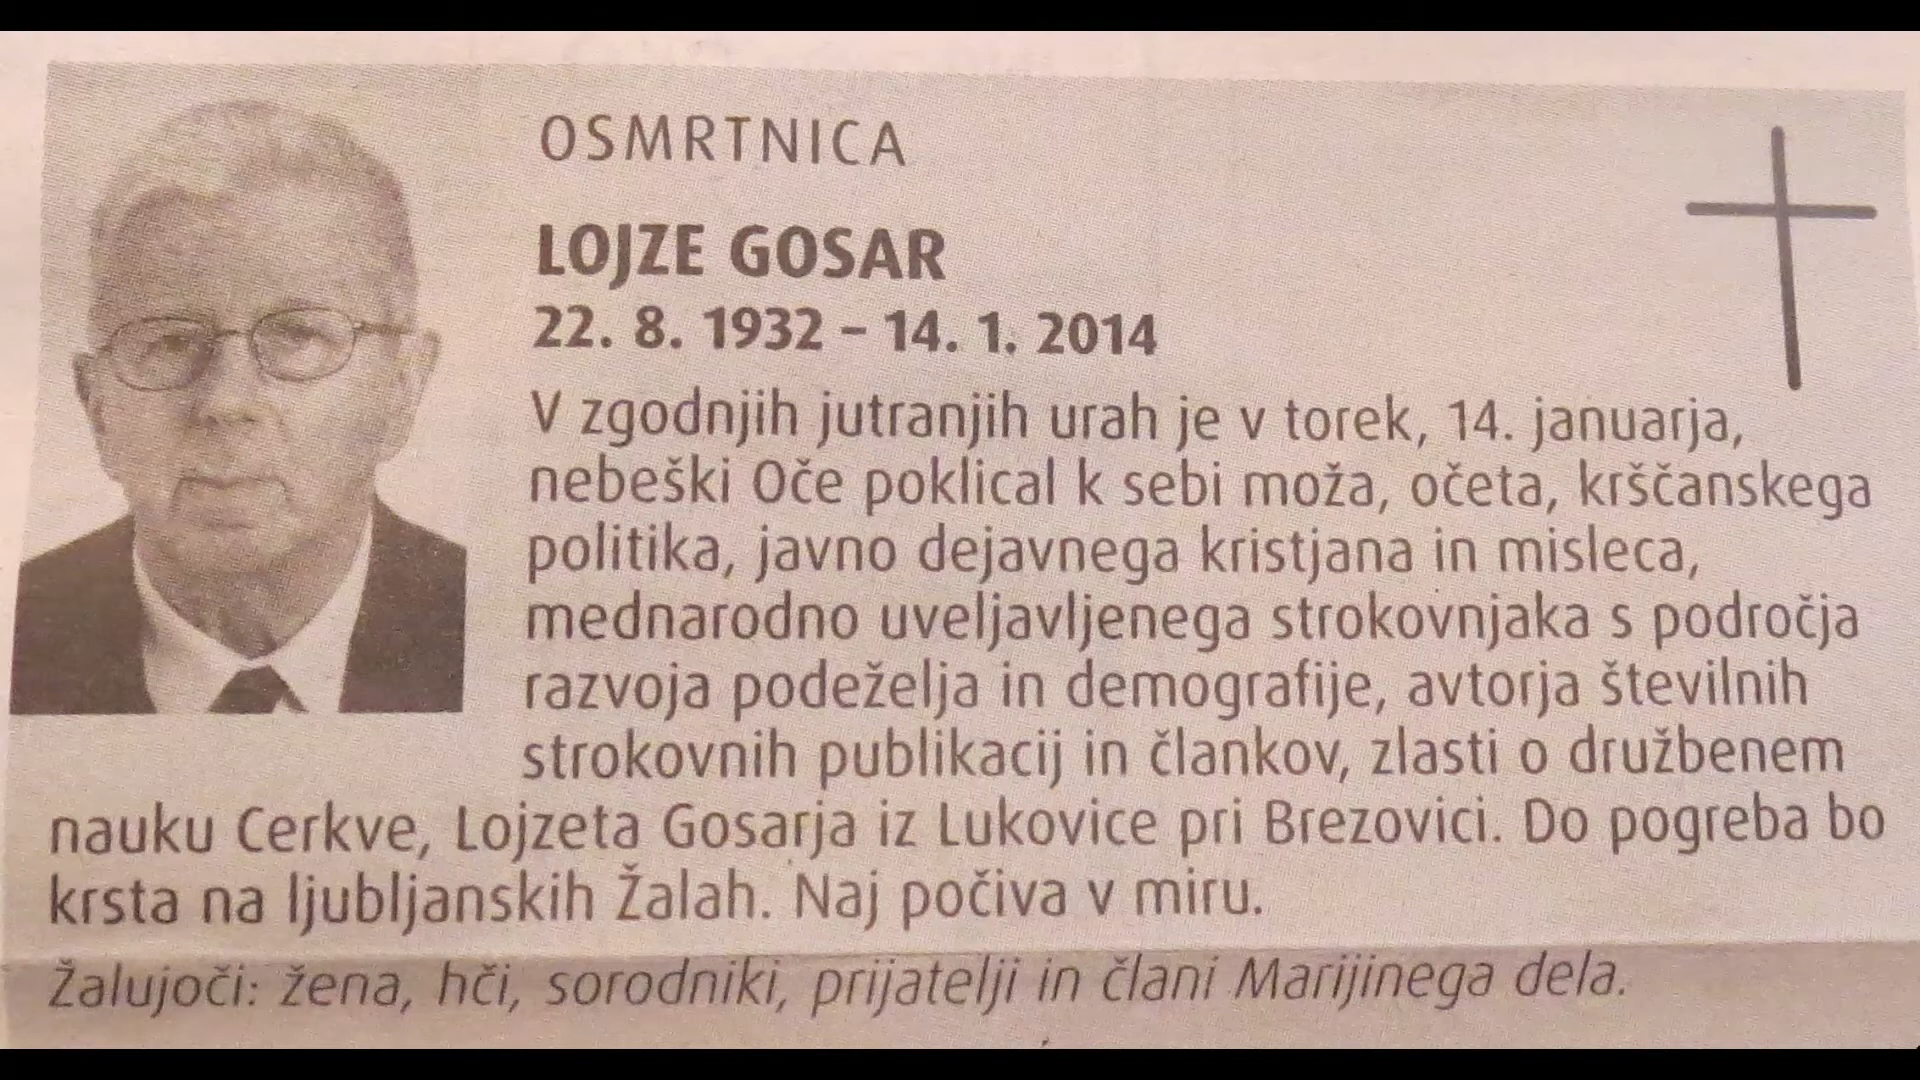 OSMRTNICA
LOJZE GOSAR
22. 8. 1932 – 14. 1. 2014
V zgodnjih jutranjih urah je v torek, 14. januarja,
nebeški Oče poklical k sebi moža, očeta, krščanskega
politika, javno dejavnega kristjana in misleca,
mednarodno uveljavljenega strokovnjaka s področja
razvoja podeželja in demografije, avtorja številnih
strokovnih publikacij in člankov, zlasti o družbenem
nauku Cerkve, Lojzeta Gosarja iz Lukovice pri Brezovici. Do pogreba bo
krsta na ljubljanskih Žalah. Naj počiva v miru.
Žalujoči: žena, hči, sorodniki, prijatelji in člani Marijinega dela.